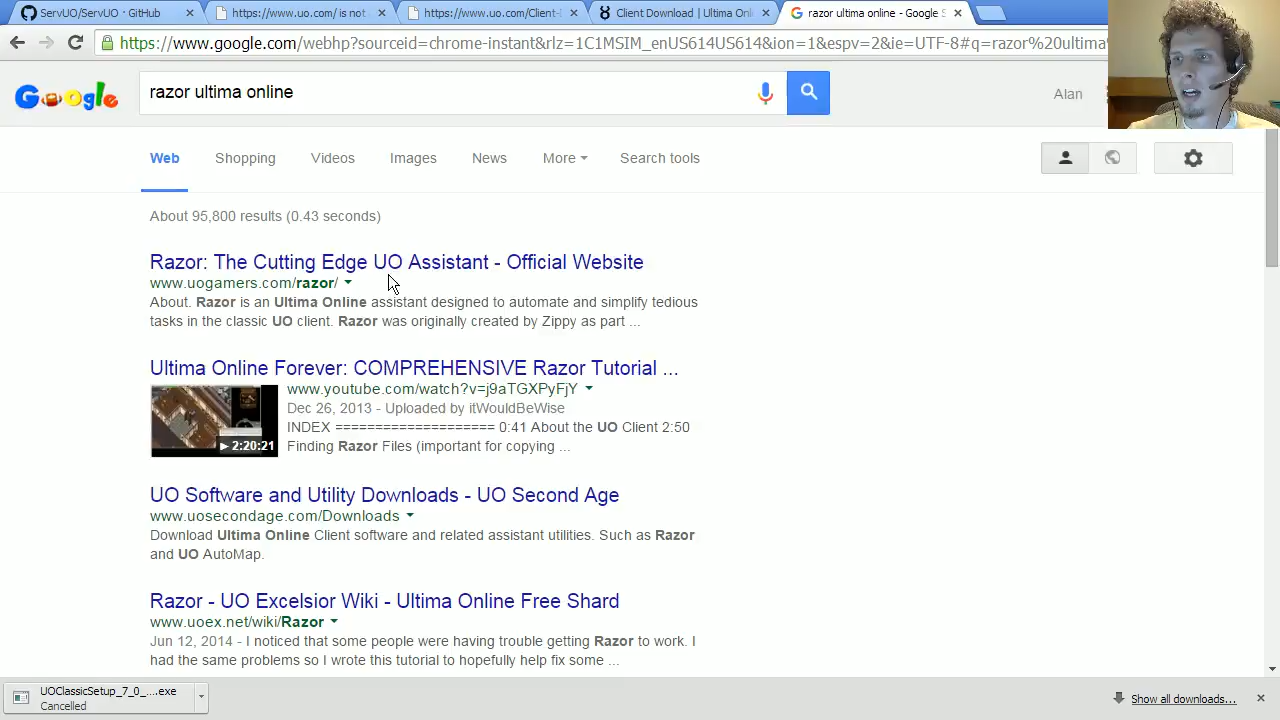 ServUO/ServUO · GitHub
https://www.uo.com/ is not
https://www.uo.com/Client-
Client Download | Ultima Onl
razor ultima online - Google S
https://www.google.com/webhp?sourceid=chrome-instant&rlz=1C1MSIM_enUS614US614&ion=1&espv=2&ie=UTF-8#q=razor%20ultima
Google
razor ultima online
Alan
Web
Shopping
Videos
Images
News
More
Search tools
About 95,800 results (0.43 seconds)
Razor: The Cutting Edge UO Assistant - Official Website
www.uogamers.com/razor/
About. Razor is an Ultima Online assistant designed to automate and simplify tedious
tasks in the classic UO client. Razor was originally created by Zippy as part ...
Ultima Online Forever: COMPREHENSIVE Razor Tutorial ...
www.youtube.com/watch?v=j9aTGXPyFjY
Dec 26, 2013 - Uploaded by itWouldBeWise
INDEX ==================== 0:41 About the UO Client 2:50
Finding Razor Files (important for copying ...
2:20:21
UO Software and Utility Downloads - UO Second Age
www.uosecondage.com/Downloads
Download Ultima Online Client software and related assistant utilities. Such as Razor
and UO AutoMap.
Razor - UO Excelsior Wiki - Ultima Online Free Shard
www.uoex.net/wiki/Razor
Jun 12, 2014 - I noticed that some people were having trouble getting Razor to work. I
had the same problems so I wrote this tutorial to hopefully help fix some ...
UOClassicSetup_7_0_....exe
Cancelled
Show all downloads...